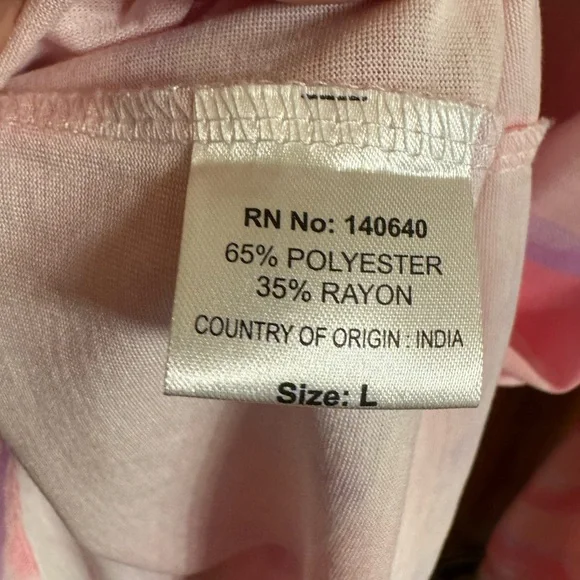 RN No: 140640
65% POLYESTER
35% RAYON
COUNTRY OF ORIGIN : INDIA
Size: L